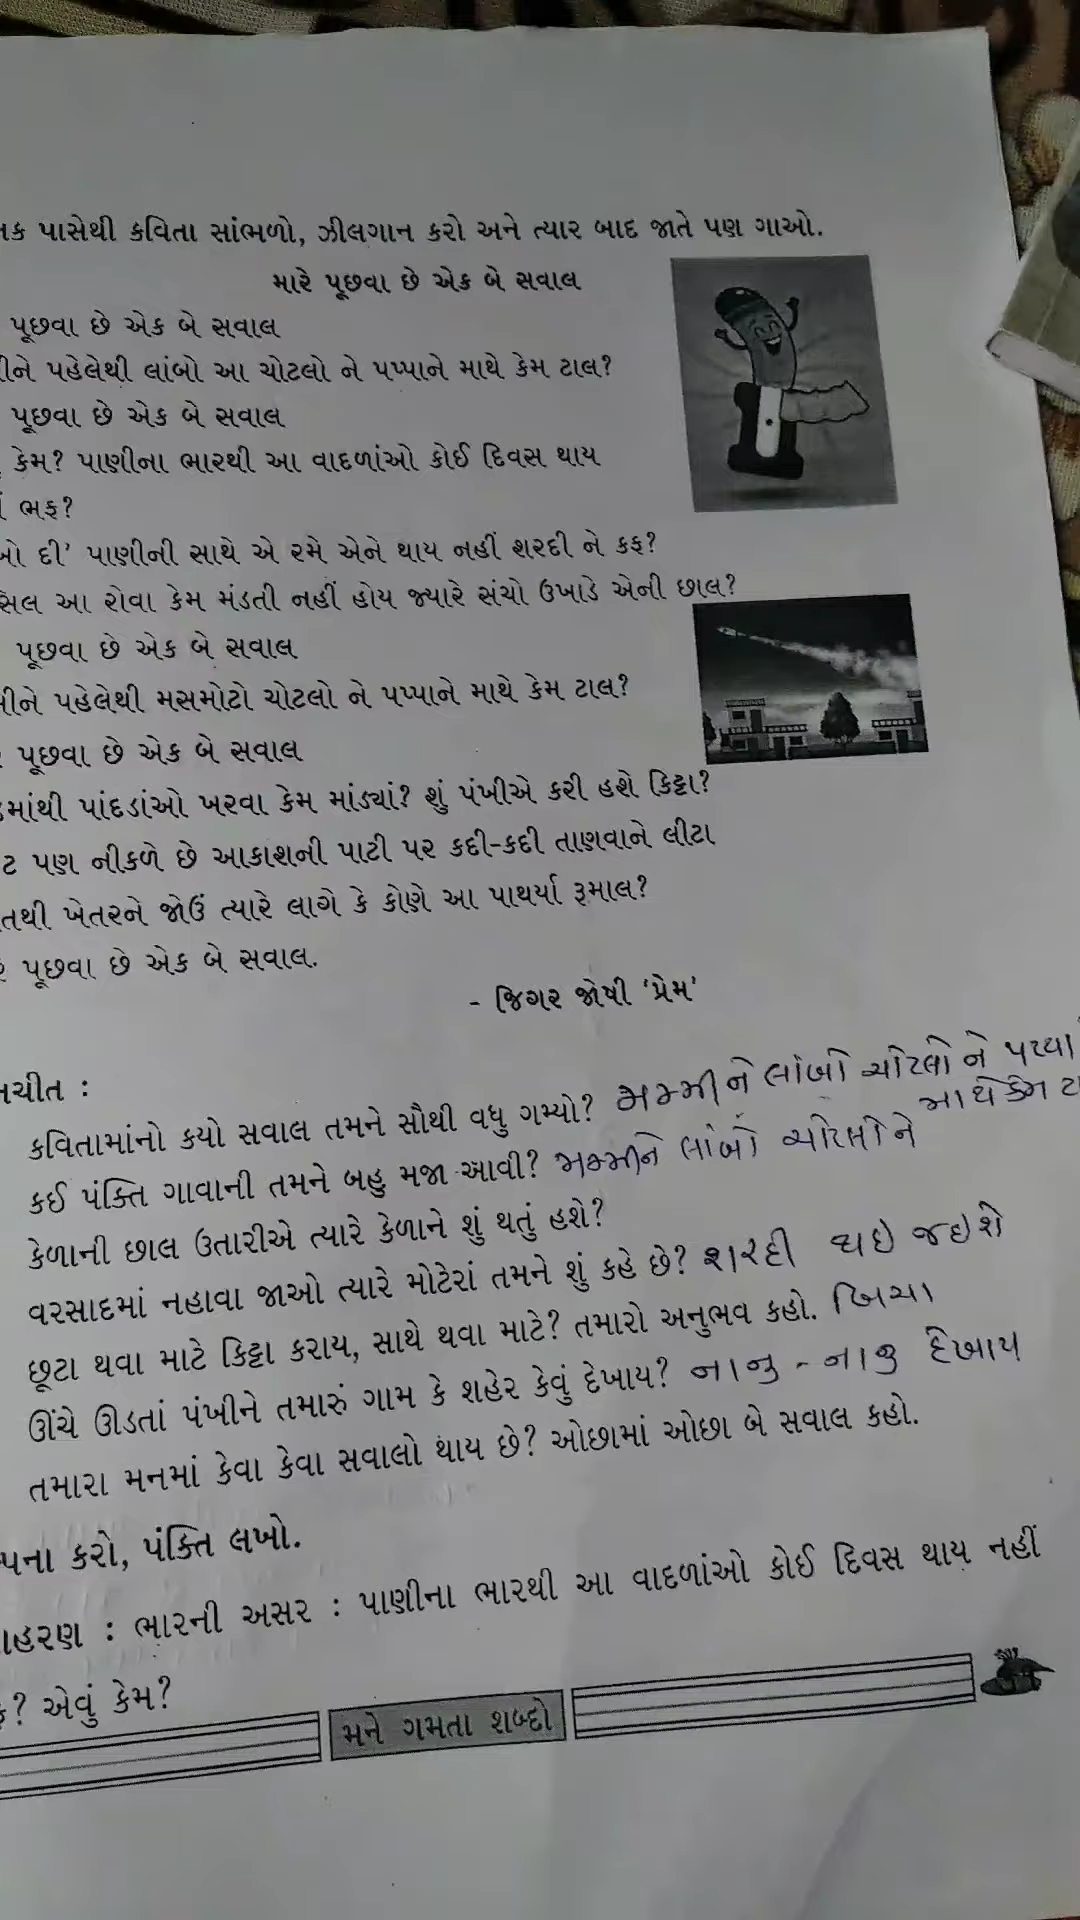 પાસેથી કવિતા સાંભળો, ઝીલગાન કરો અને ત્યાર બાદ જાતે પણ ગાઓ.
મારે પૂછવા છે એક બે સવાલ
પૂછવા છે એક બે સવાલ
પહેલેથી લાંબો આ ચોટલો ને પપ્પાને માથે કેમ ટાલ?
પૂછવા છે એક બે સવાલ
કેમ? પાણીના ભારથી આ વાદળાંઓ કોઈ દિવસ થાય
ભફ?
દી' પાણીની સાથે એ રમે એને થાય નહીં શરદી ને કફ?
આ રોવા કેમ મંડતી નહીં હોય જ્યારે સંચો ઉખાડે એની છાલ?
પૂછવા છે એક બે સવાલ
પહેલેથી મસમોટો ચોટલો ને પપ્પાને માથે કેમ ટાલ?
પૂછવા છે એક બે સવાલ
પાંદડાંઓ ખરવા કેમ માંડ્યાં? શું પંખીએ કરી હશે કિટ્ટા?
પણ નીકળે છે આકાશની પાટી પર કદી-કદી તાણવાને લીટા
ખેતરને જોઉં ત્યારે લાગે કે કોણે આ પાથર્યા રૂમાલ?
પૂછવા છે એક બે સવાલ.
- જિગર જોષી 'પ્રેમ'
કવિતામાંનો કયો સવાલ તમને સૌથી વધુ ગમ્યો? મમ્મીને લાંબો ચોટલો ને
માથે કેમ
કઈ પંક્તિ ગાવાની તમને બહુ મજા આવી? મમ્મીને લાંબો ચોટલો ને
કેળાની છાલ ઉતારીએ ત્યારે કેળાને શું થતું હશે?
વરસાદમાં નહાવા જાઓ ત્યારે મોટેરાં તમને શું કહે છે? શરદી થઇ જઇશે
છૂટા થવા માટે કિટ્ટા કરાય, સાથે થવા માટે? તમારો અનુભવ કહો.
ઊંચે ઊડતાં પંખીને તમારું ગામ કે શહેર કેવું દેખાય? નાનુ - નાનુ દેખાય
તમારા મનમાં કેવા કેવા સવાલો થાય છે? ઓછામાં ઓછા બે સવાલ કહો.
કરો, પંક્તિ લખો.
: ભારની અસર : પાણીના ભારથી આ વાદળાંઓ કોઈ દિવસ થાય નહીં
એવું કેમ?
મને ગમતા શબ્દો